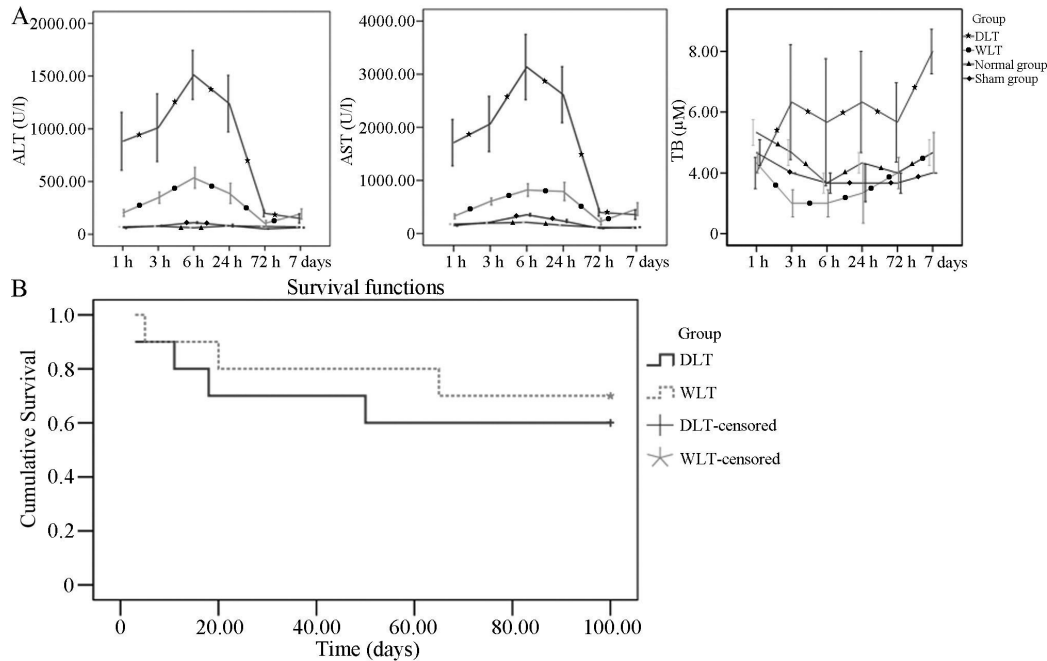 A
2000.00
1500.00
1000.00
500.00
0
ALT (U/l)
1 h 3 h 6 h 24 h 72 h 7 days
4000.00
3000.00
2000.00
1000.00
0
AST (U/l)
1 h 3 h 6 h 24 h 72 h 7 days
8.00
6.00
4.00
0
TB (µM)
1 h 3 h 6 h 24 h 72 h 7 days
Group
DLT
WLT
Normal group
Sham group
B
Survival functions
1.0
0.8
0.6
0.4
0.2
0
Cumulative Survival
0 20.00 40.00 60.00 80.00 100.00
Time (days)
Group
DLT
WLT
DLT-censored
WLT-censored